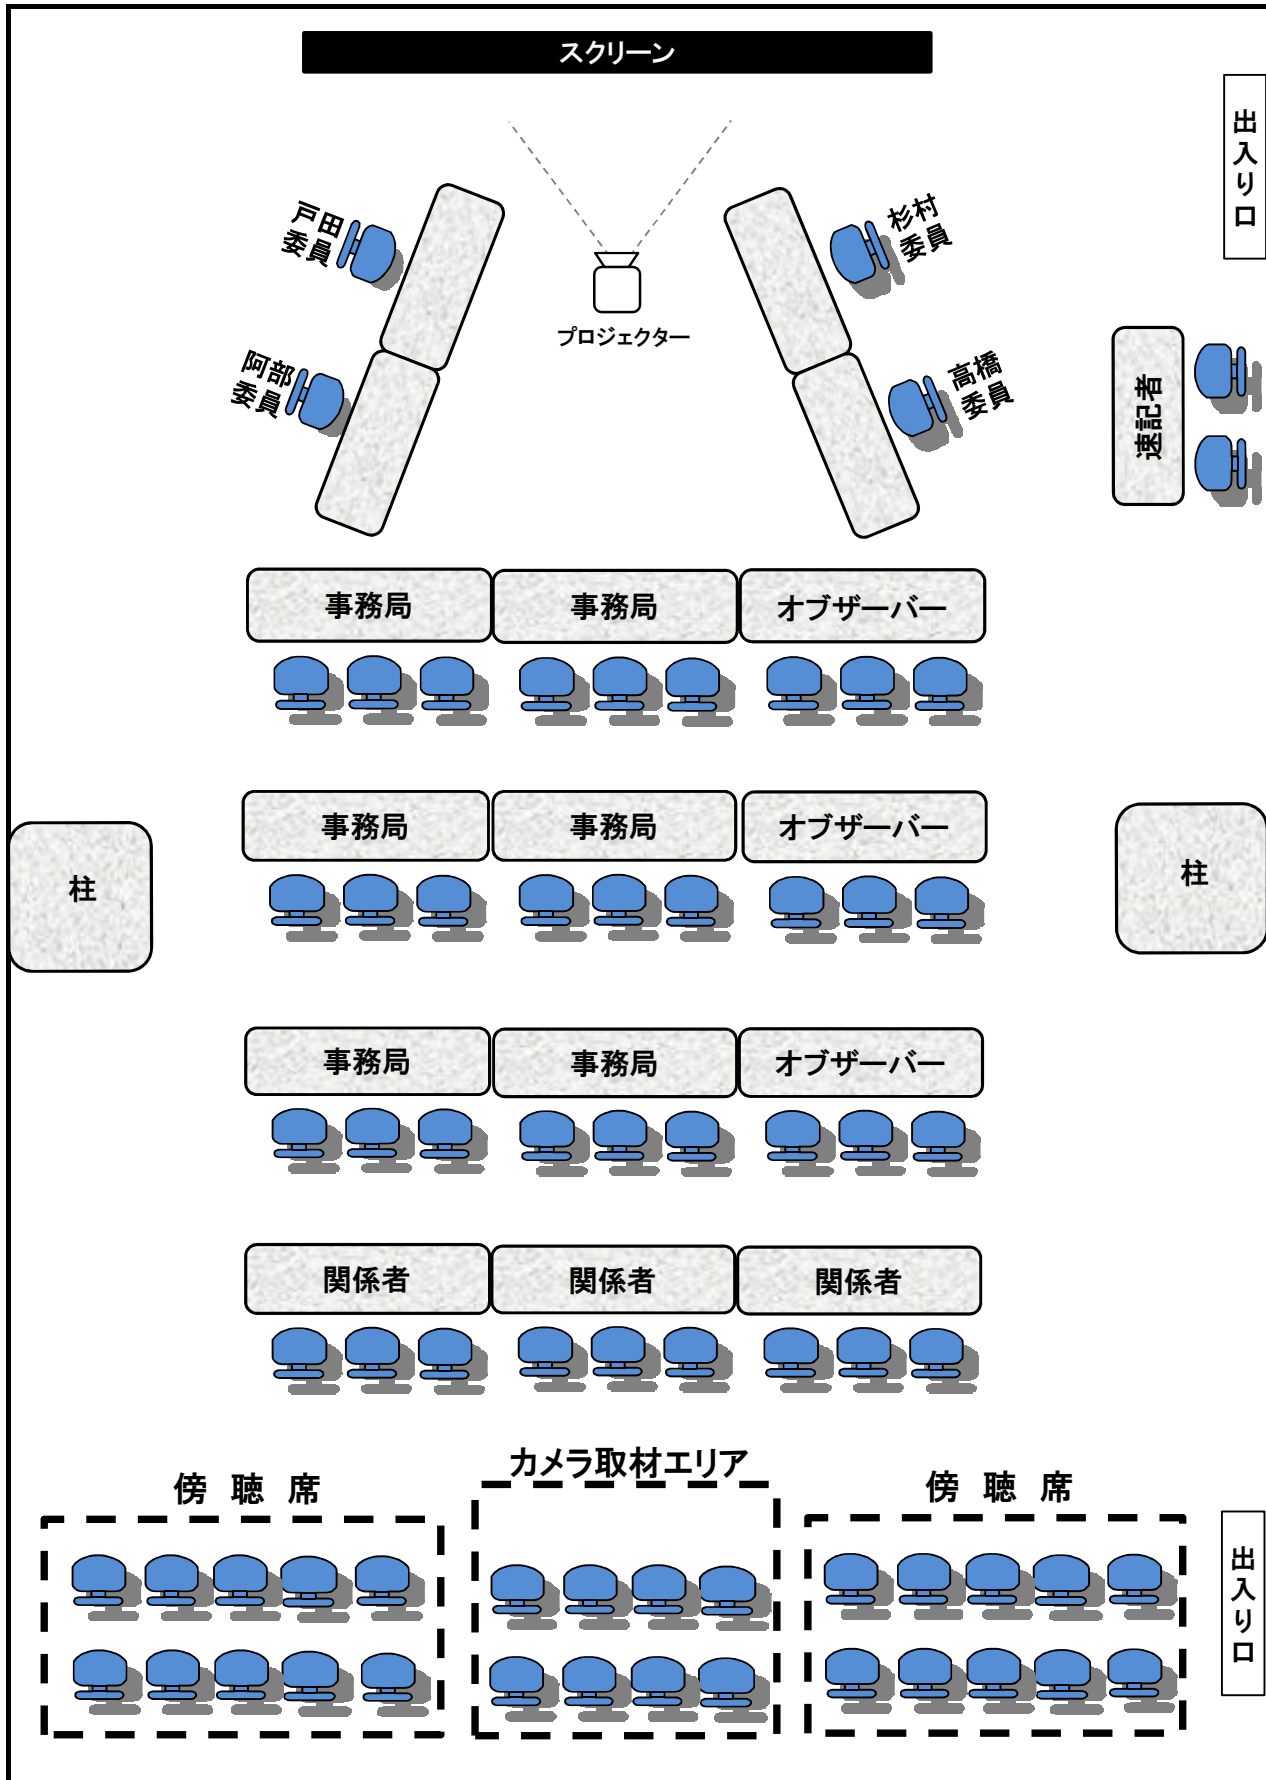 スクリーン
出入り口
戸田
委員
杉村
委員
プロジェクター
阿部
委員
高橋
委員
速記者
事務局
事務局
オブザーバー
事務局
事務局
オブザーバー
柱
柱
事務局
事務局
オブザーバー
関係者
関係者
関係者
カメラ取材エリア
傍 聴 席
傍 聴 席
出入り口